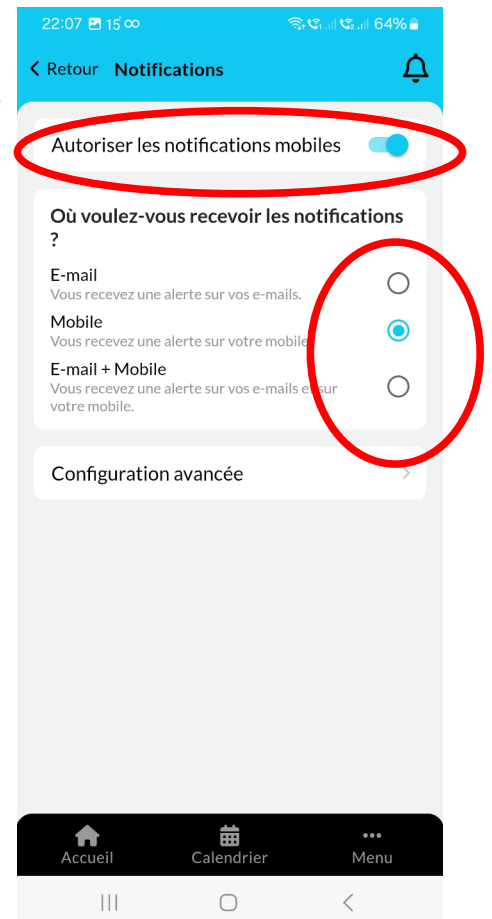 22:07 15 64%
Retour Notifications
Autoriser les notifications mobiles
Où voulez-vous recevoir les notifications
?
E-mail
Vous recevez une alerte sur vos e-mails.
Mobile
Vous recevez une alerte sur votre mobile
E-mail + Mobile
Vous recevez une alerte sur vos e-mails et sur
votre mobile.
Configuration avancée
Accueil Calendrier Menu